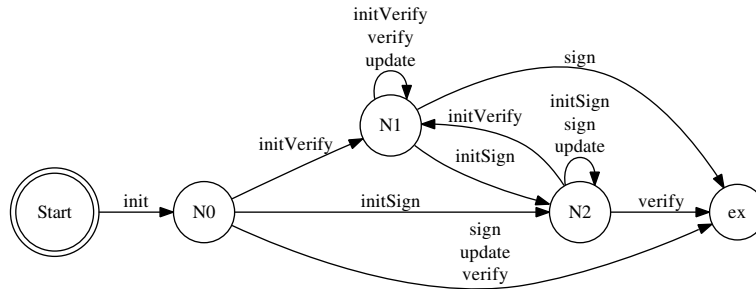 initVerify
verify
update
sign
N1
initVerify
initSign
sign
update
initVerify
initSign
Start
init
N0
initSign
N2
verify
ex
sign
update
verify